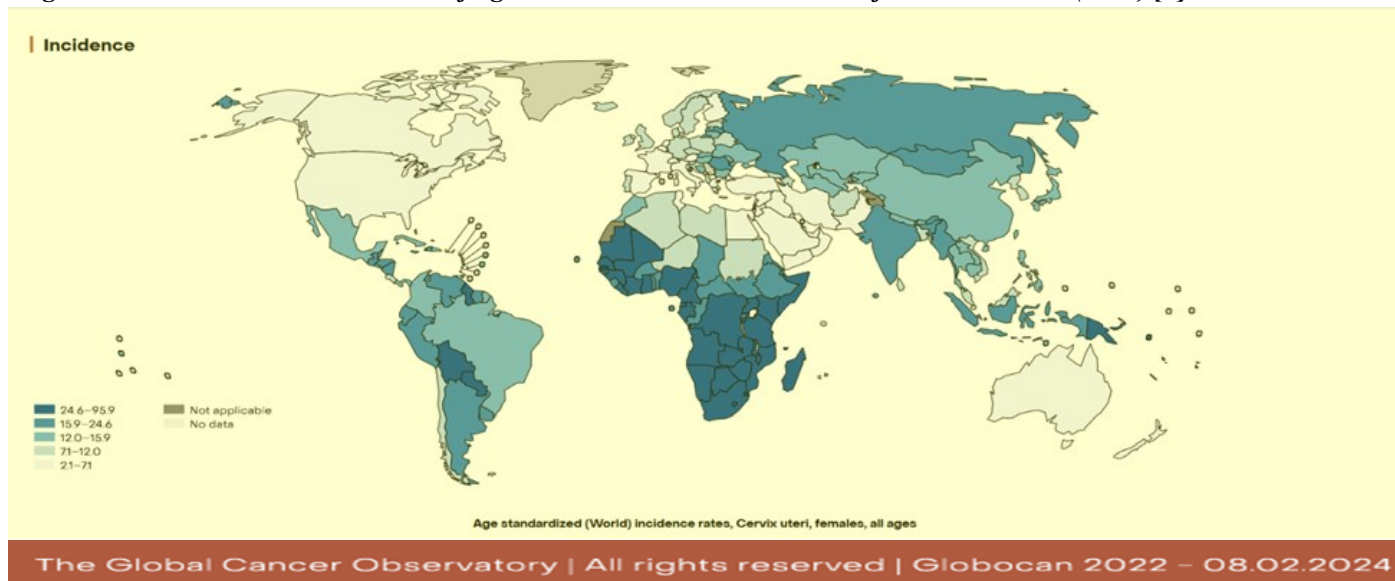 Incidence
24.6–95.9
15.9–24.6
12.0–15.9
7.1–12.0
2.1–7.1
Not applicable
No data
Age standardized (World) incidence rates, Cervix uteri, females, all ages
The Global Cancer Observatory | All rights reserved | Globocan 2022 – 08.02.2024